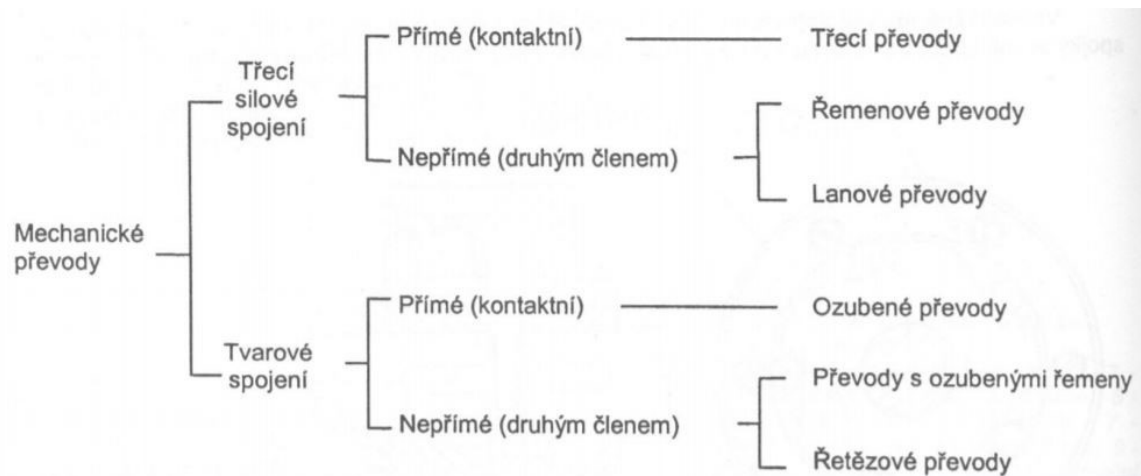 Přímé (kontaktní)
Třecí převody
Třecí
silové
spojení
Řemenové převody
Nepřímé (druhým členem)
Lanové převody
Mechanické
převody
Přímé (kontaktní)
Ozubené převody
Tvarové
spojení
Převody s ozubenými řemeny
Nepřímé (druhým členem)
Řetězové převody